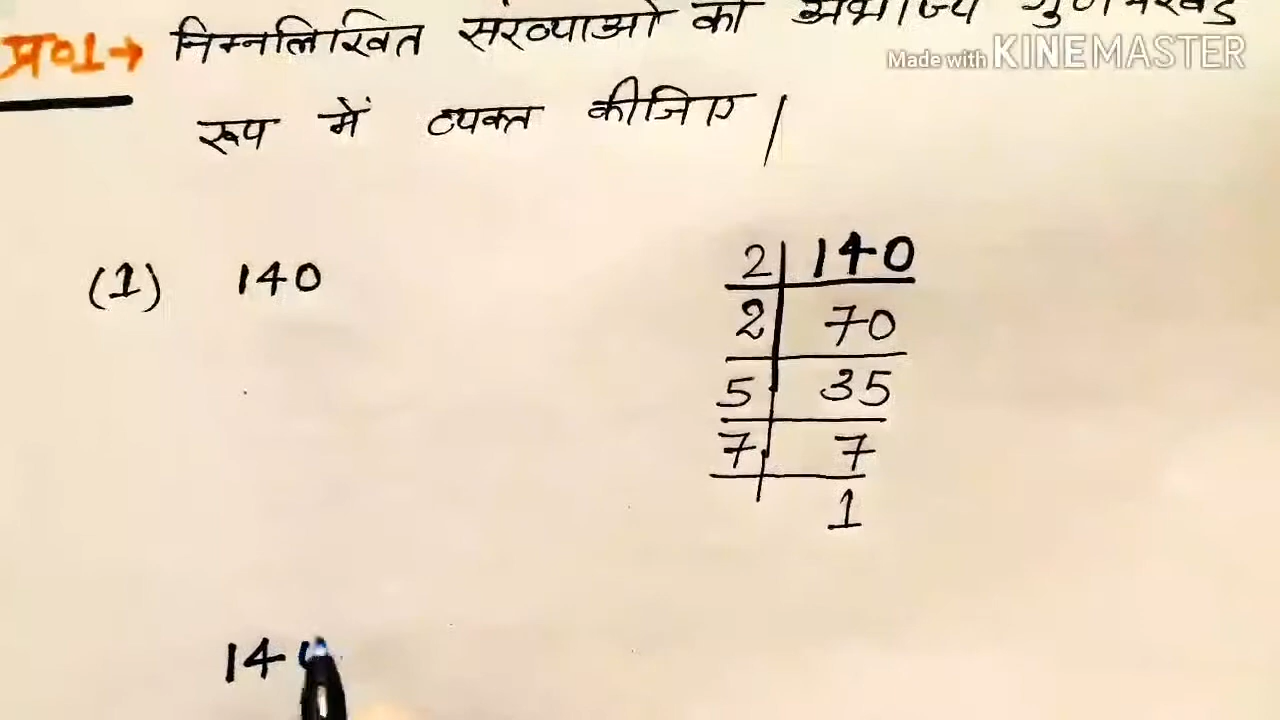 प्र०1→ निम्नलिखित संख्याओं को अभाज्य गुणनखंड
Made with KINEMASTER
रूप में व्यक्त कीजिए |
(1) 140
2 | 140
2 | 70
5 | 35
7 | 7
1
14